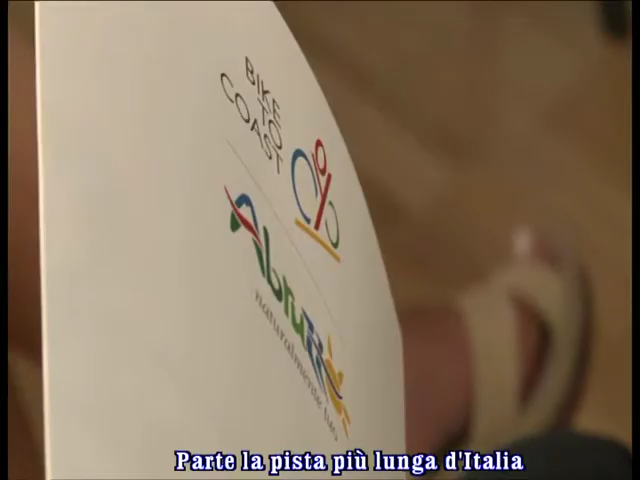 BIKE
TO
COAST
Abruzzo
naturalmente tuo
Parte la pista più lunga d'Italia